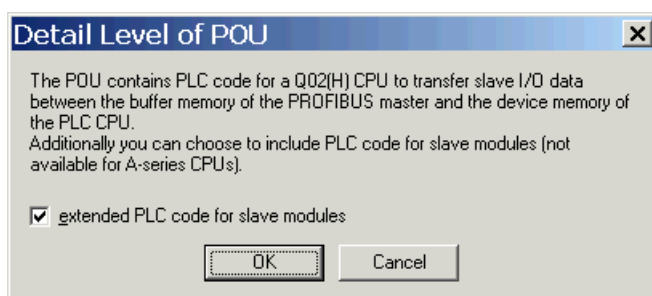 Detail Level of POU
The POU contains PLC code for a Q02(H) CPU to transfer slave I/O data
between the buffer memory of the PROFIBUS master and the device memory of
the PLC CPU.
Additionally you can choose to include PLC code for slave modules (not
available for A-series CPUs).
extended PLC code for slave modules
OK
Cancel